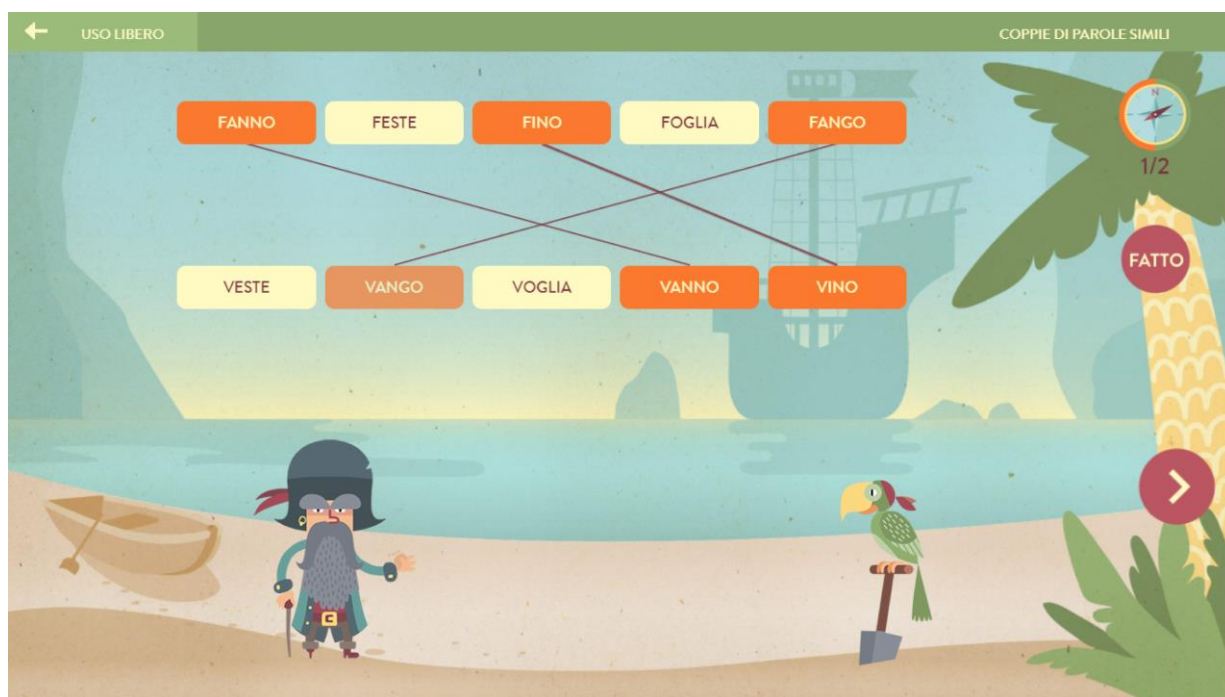 USO LIBERO
COPPIE DI PAROLE SIMILI
FANNO FESTE FINO FOGLIA FANGO
N
1/2
FATTO
VESTE VANGO VOGLIA VANNO VINO